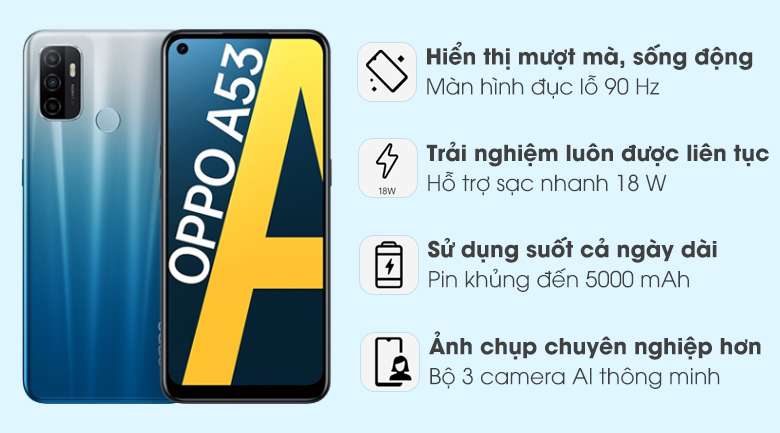 OPPO A53
A
Hiển thị mượt mà, sống động
Màn hình đục lỗ 90 Hz
18W
Trải nghiệm luôn được liên tục
Hỗ trợ sạc nhanh 18 W
Sử dụng suốt cả ngày dài
Pin khủng đến 5000 mAh
Ảnh chụp chuyên nghiệp hơn
Bộ 3 camera AI thông minh
oppo